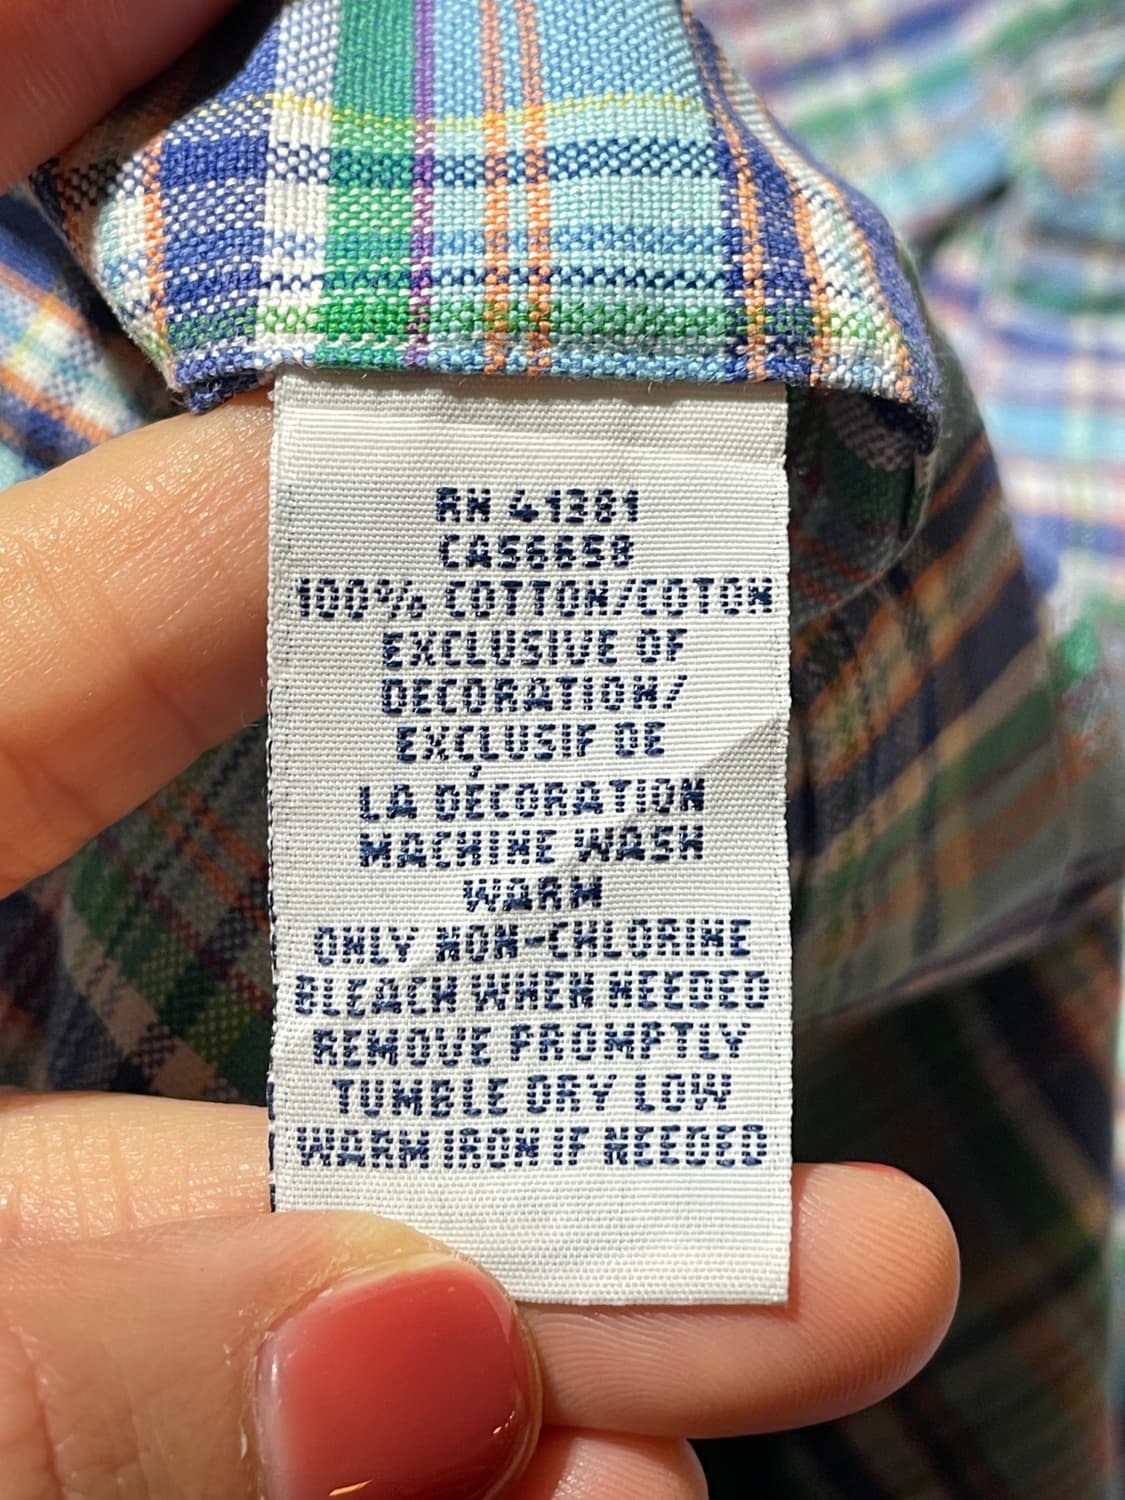 RN 41381
CA56658
100% COTTON/COTON
EXCLUSIVE OF
DECORATION/
EXCLUSIF DE
LA DÉCORATION
MACHINE WASH
WARM
ONLY NON-CHLORINE
BLEACH WHEN NEEDED
REMOVE PROMPTLY
TUMBLE DRY LOW
WARM IRON IF NEEDED